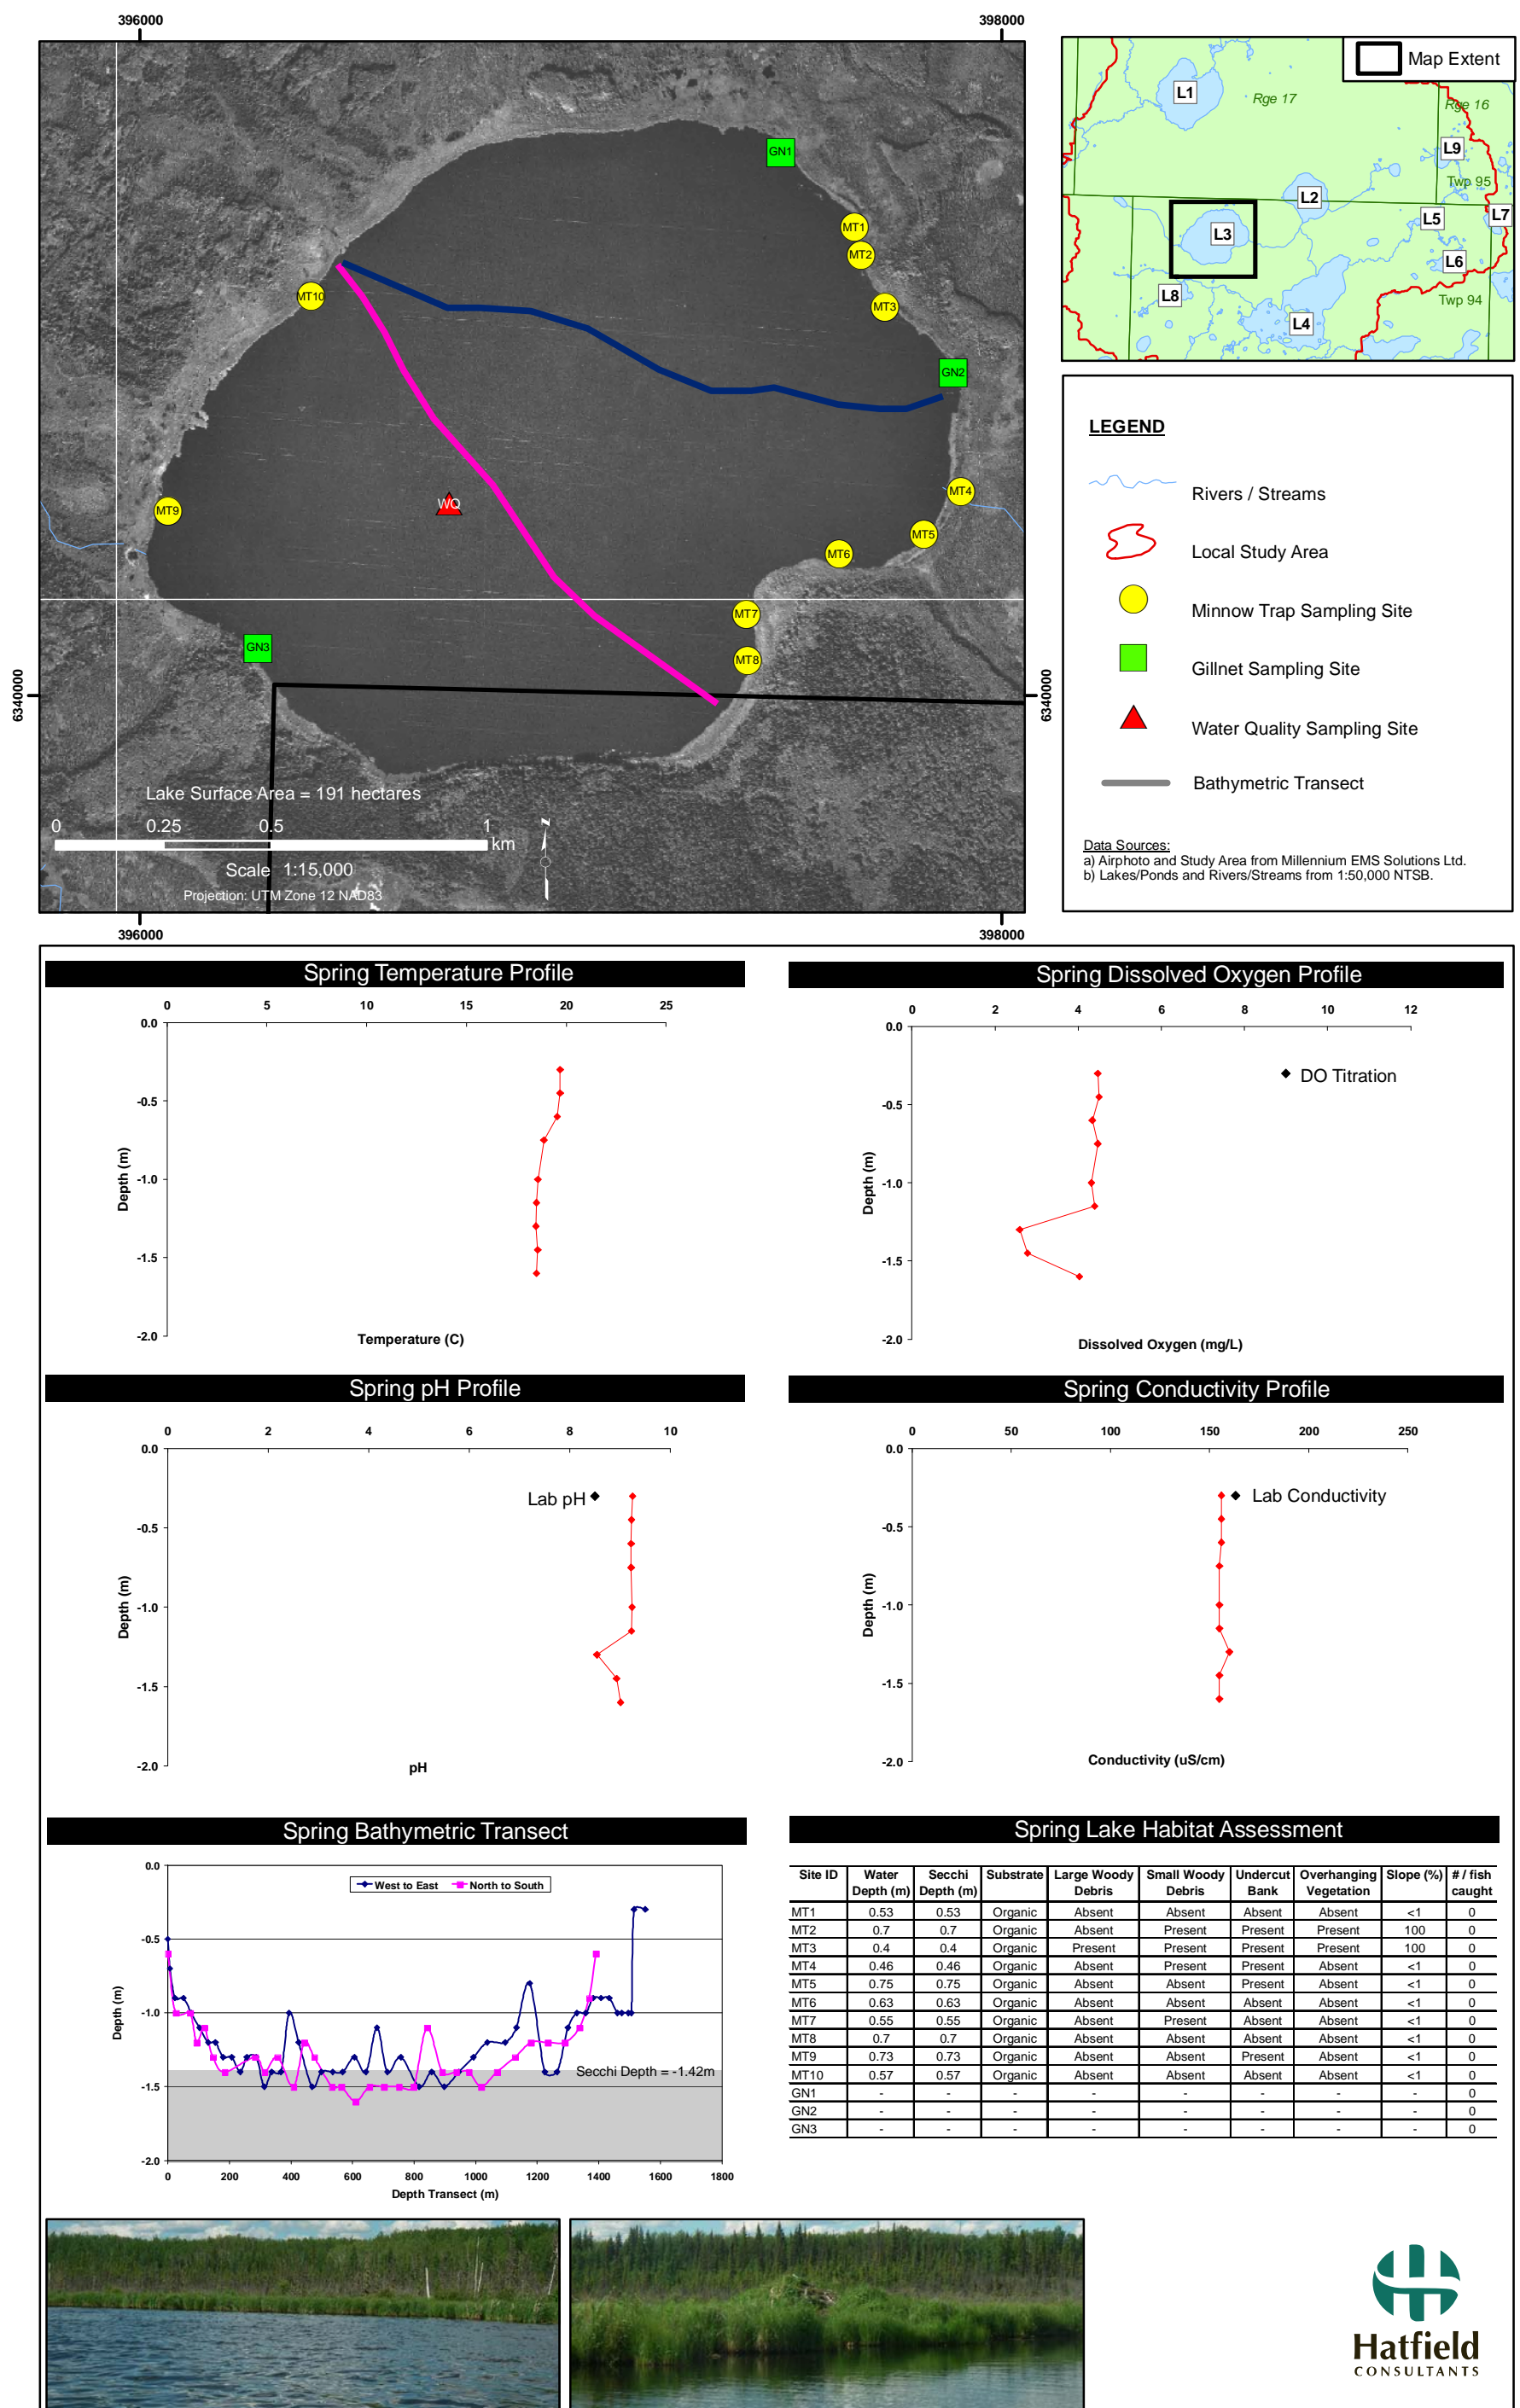 396000
398000
GN1
MT1
MT2
MT3
MT10
GN2
MT9
WQ
MT4
MT5
MT6
MT7
MT8
GN3
6340000
6340000
Lake Surface Area = 191 hectares
0 0.25 0.5 1
km
Scale 1:15,000
Projection: UTM Zone 12 NAD83
N
396000
398000
Map Extent
L1
Rge 17
Rge 16
L9
Twp 95
L2
L5
L7
L3
L6
L8
Twp 94
L4
LEGEND
Rivers / Streams
Local Study Area
Minnow Trap Sampling Site
Gillnet Sampling Site
Water Quality Sampling Site
Bathymetric Transect
Data Sources:
a) Airphoto and Study Area from Millennium EMS Solutions Ltd.
b) Lakes/Ponds and Rivers/Streams from 1:50,000 NTSB.
Spring Temperature Profile
0 5 10 15 20 25
0.0
-0.5
-1.0
-1.5
-2.0
Depth (m)
Temperature (C)
Spring Dissolved Oxygen Profile
0 2 4 6 8 10 12
0.0
-0.5
-1.0
-1.5
-2.0
Depth (m)
DO Titration
Dissolved Oxygen (mg/L)
Spring pH Profile
0 2 4 6 8 10
0.0
-0.5
-1.0
-1.5
-2.0
Depth (m)
Lab pH
pH
Spring Conductivity Profile
0 50 100 150 200 250
0.0
-0.5
-1.0
-1.5
-2.0
Depth (m)
Lab Conductivity
Conductivity (uS/cm)
Spring Bathymetric Transect
0.0
-0.5
-1.0
-1.5
-2.0
Depth (m)
West to East North to South
Secchi Depth = -1.42m
0 200 400 600 800 1000 1200 1400 1600 1800
Depth Transect (m)
Spring Lake Habitat Assessment
Site ID Water Secchi Substrate Large Woody Small Woody Undercut Overhanging Slope (%) # / fish
Depth (m) Depth (m) Debris Debris Bank Vegetation caught
MT1 0.53 0.53 Organic Absent Absent Absent Absent <1 0
MT2 0.7 0.7 Organic Absent Present Present Present 100 0
MT3 0.4 0.4 Organic Present Present Present Present 100 0
MT4 0.46 0.46 Organic Absent Present Present Absent <1 0
MT5 0.75 0.75 Organic Absent Absent Present Absent <1 0
MT6 0.63 0.63 Organic Absent Absent Absent Absent <1 0
MT7 0.55 0.55 Organic Absent Present Absent Absent <1 0
MT8 0.7 0.7 Organic Absent Absent Absent Absent <1 0
MT9 0.73 0.73 Organic Absent Absent Present Absent <1 0
MT10 0.57 0.57 Organic Absent Absent Absent Absent <1 0
GN1 - - - - - - - - 0
GN2 - - - - - - - - 0
GN3 - - - - - - - - 0
Hatfield
CONSULTANTS